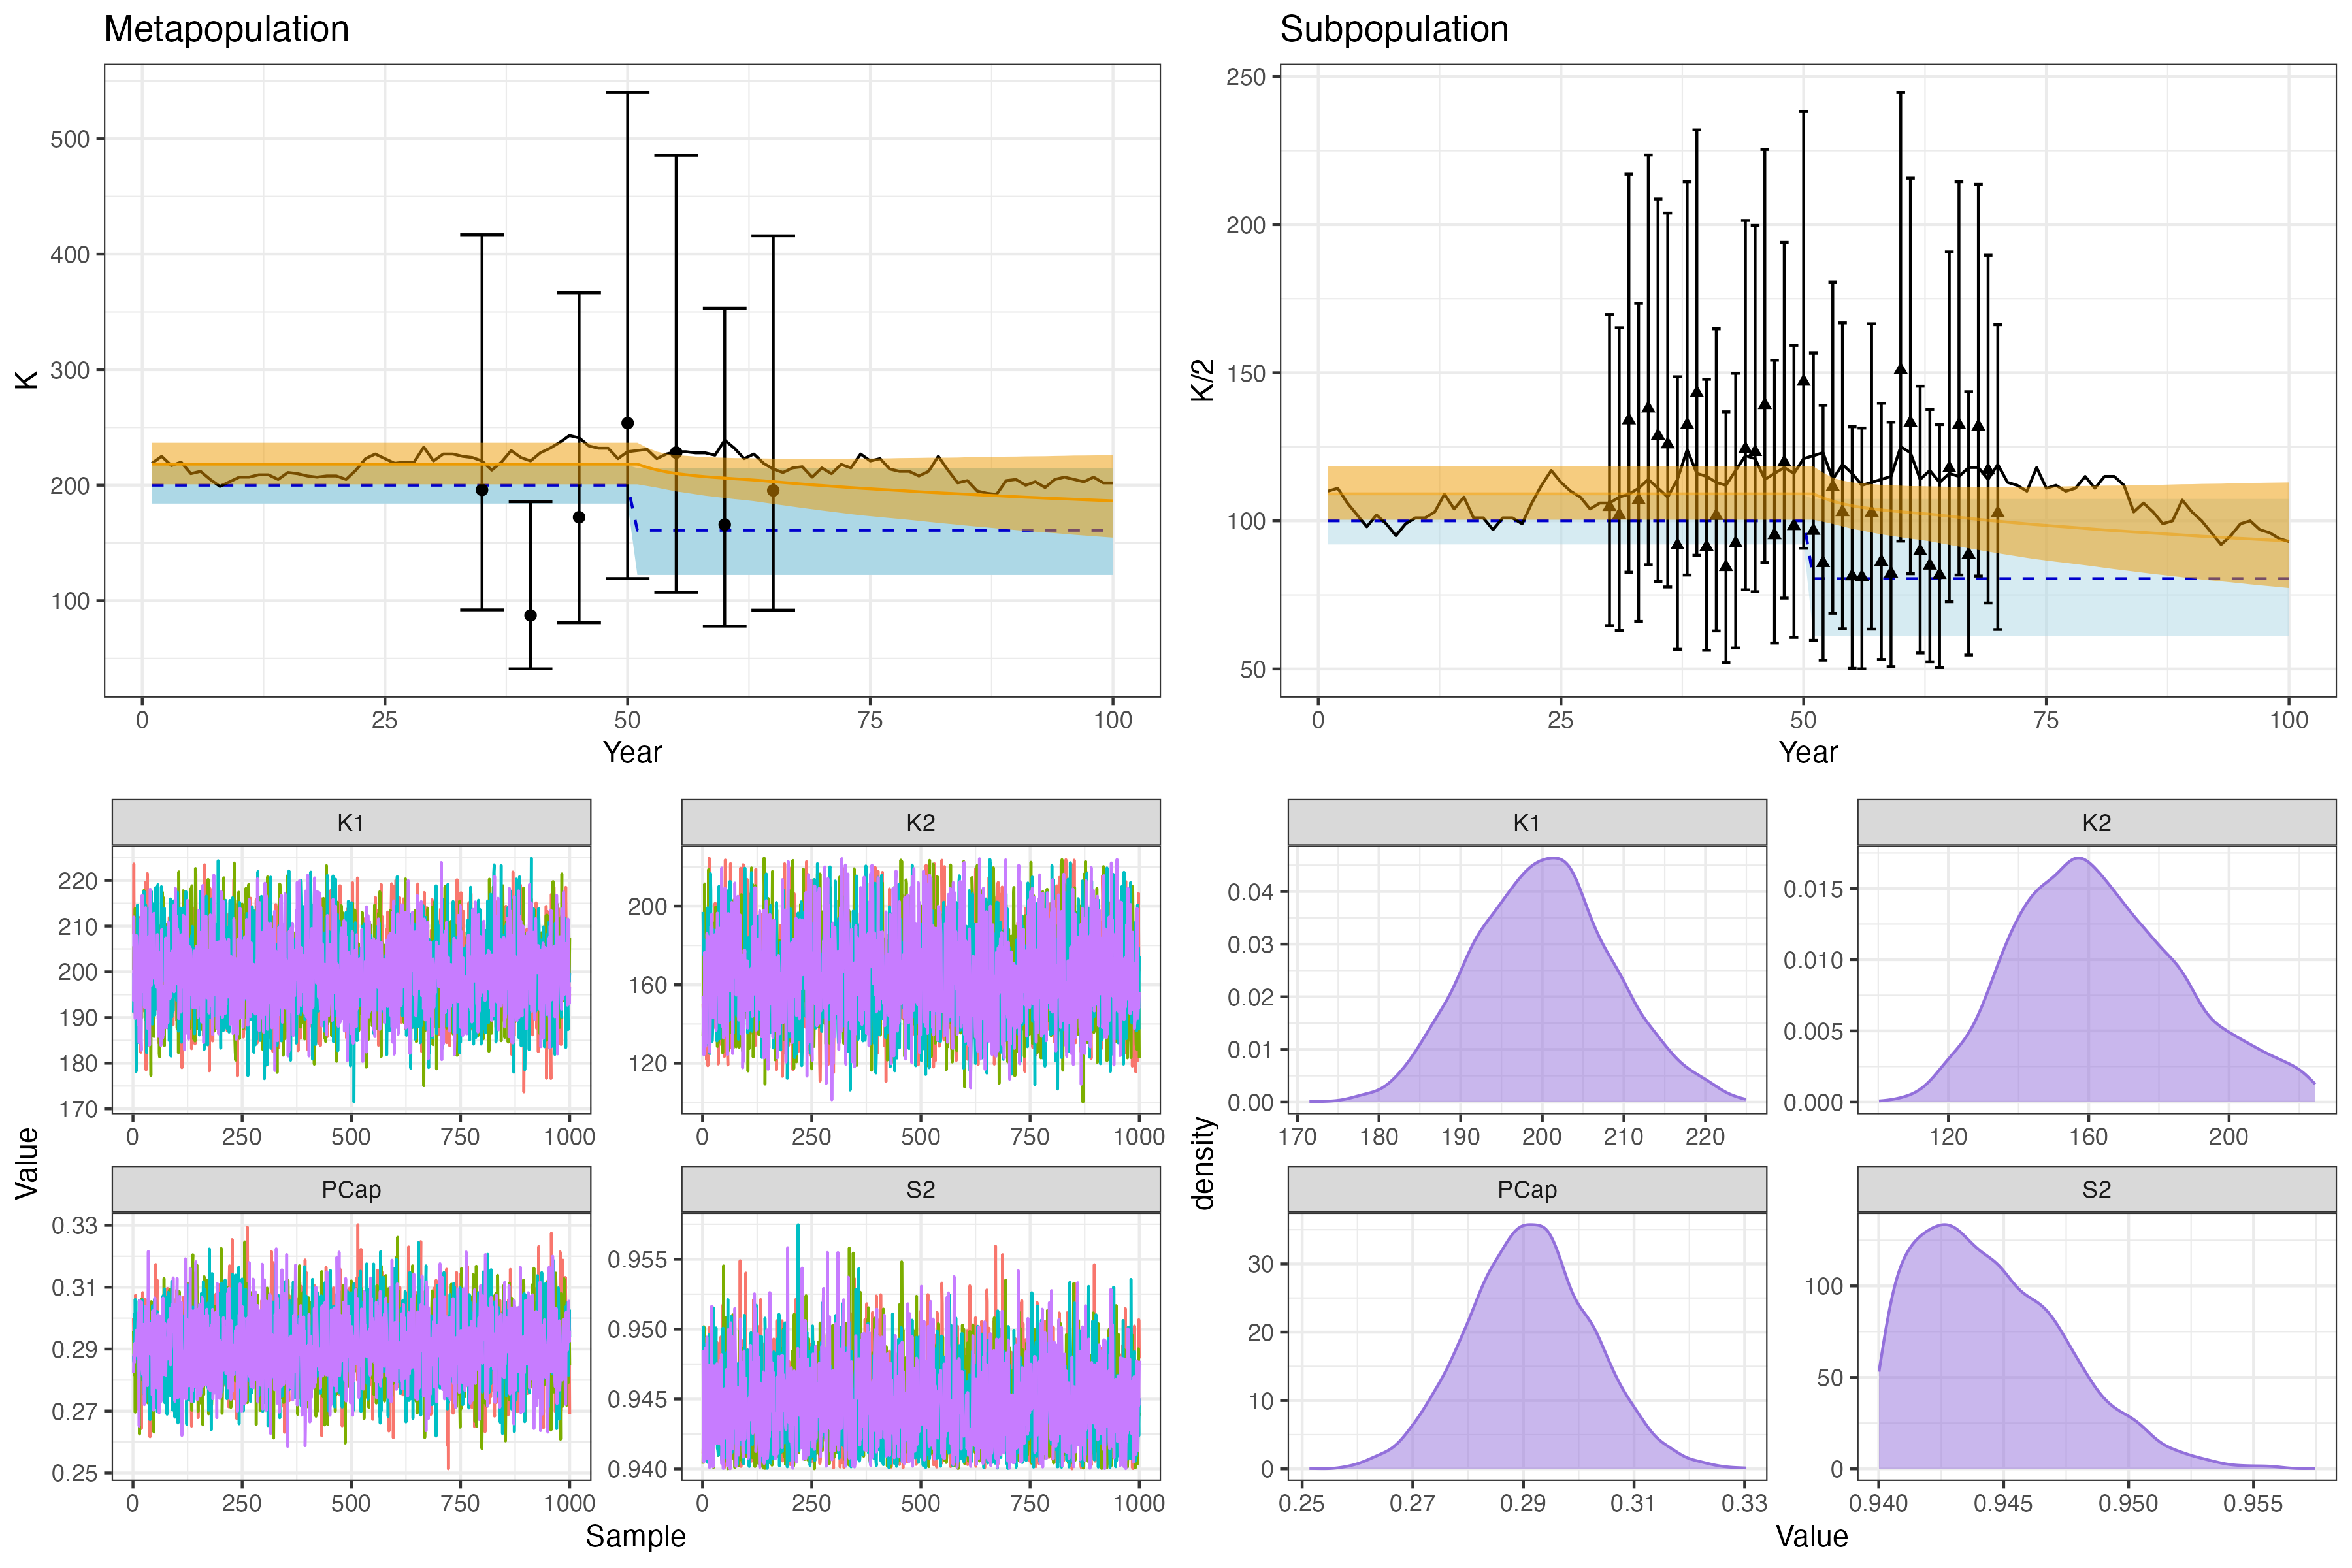 Metapopulation
K
500
400
300
200
100
0 25 50 75 100
Year
Subpopulation
K/2
250
200
150
100
50
0 25 50 75 100
Year
Value
K1
220
210
200
190
180
170
0 250 500 750 1000
K2
200
160
120
0 250 500 750 1000
PCap
0.33
0.31
0.29
0.27
0.25
0 250 500 750 1000
S2
0.955
0.950
0.945
0.940
0 250 500 750 1000
Sample
density
K1
0.04
0.03
0.02
0.01
0.00
170 180 190 200 210 220
K2
0.015
0.010
0.005
0.000
120 160 200
PCap
30
20
10
0
0.25 0.27 0.29 0.31 0.33
S2
100
50
0
0.940 0.945 0.950 0.955
Value